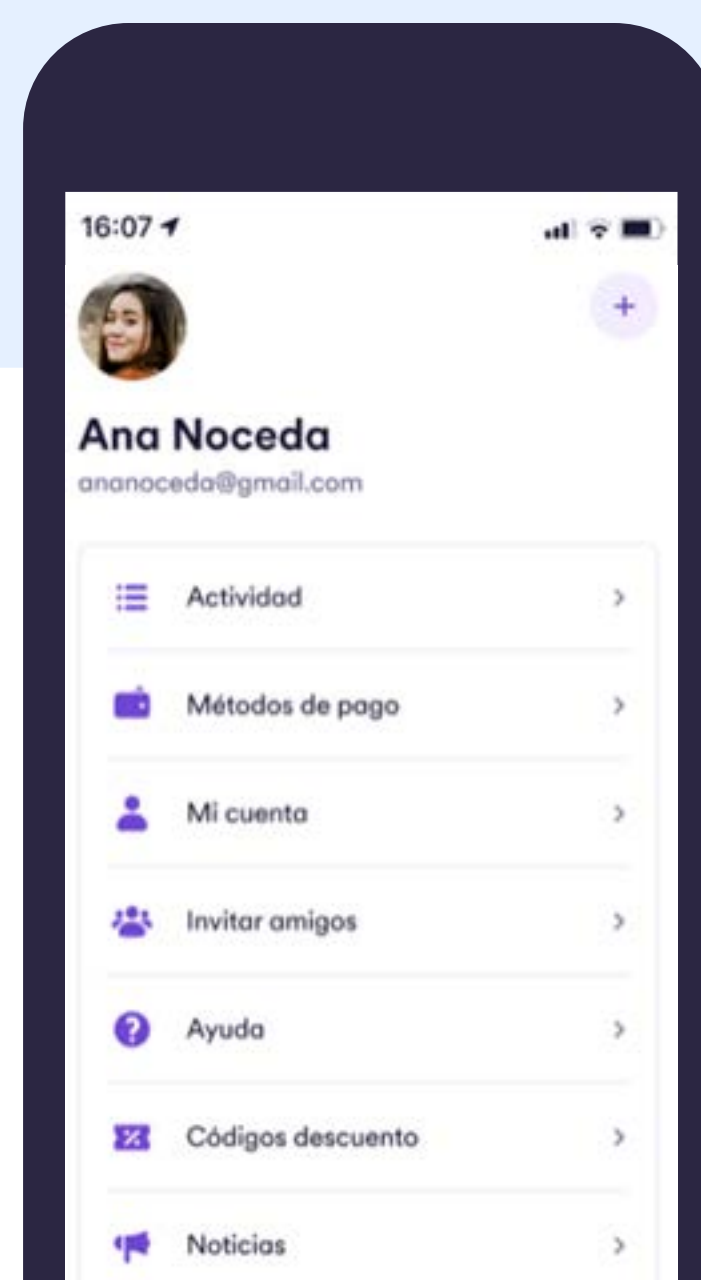 16:07
+
Ana Noceda
ananoceda@gmail.com
Actividad
Métodos de pago
Mi cuenta
Invitar amigos
Ayuda
Códigos descuento
Noticias